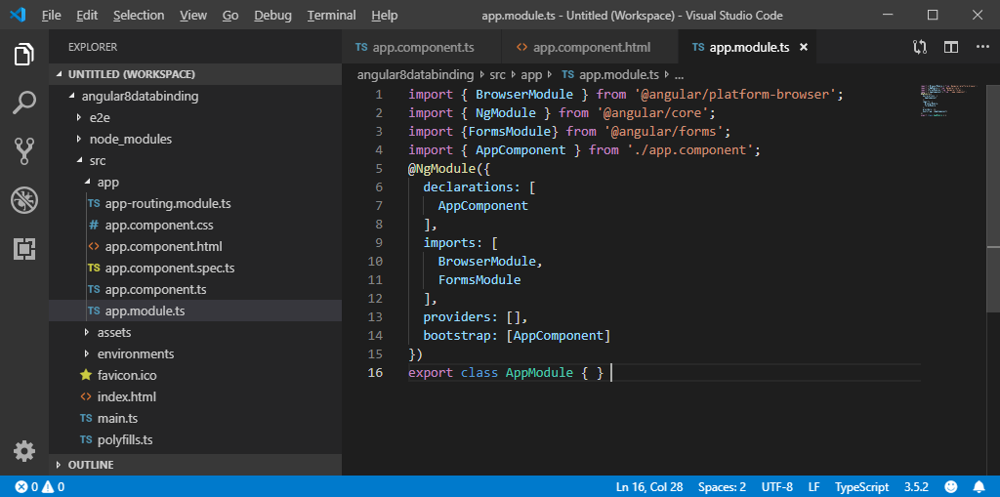 File Edit Selection View Go Debug Terminal Help
app.module.ts - Untitled (Workspace) - Visual Studio Code
EXPLORER
UNTITLED (WORKSPACE)
angular8databinding
e2e
node_modules
src
app
TS app-routing.module.ts
# app.component.css
<> app.component.html
TS app.component.spec.ts
TS app.component.ts
TS app.module.ts
assets
environments
favicon.ico
<> index.html
TS main.ts
TS polyfills.ts
OUTLINE
TS app.component.ts <> app.component.html TS app.module.ts ×
angular8databinding › src › app › TS app.module.ts › ...
1 import { BrowserModule } from '@angular/platform-browser';
2 import { NgModule } from '@angular/core';
3 import {FormsModule} from '@angular/forms';
4 import { AppComponent } from './app.component';
5 @NgModule({
6   declarations: [
7     AppComponent
8   ],
9   imports: [
10     BrowserModule,
11     FormsModule
12   ],
13   providers: [],
14   bootstrap: [AppComponent]
15 })
16 export class AppModule { }
0 0 Ln 16, Col 28 Spaces: 2 UTF-8 LF TypeScript 3.5.2